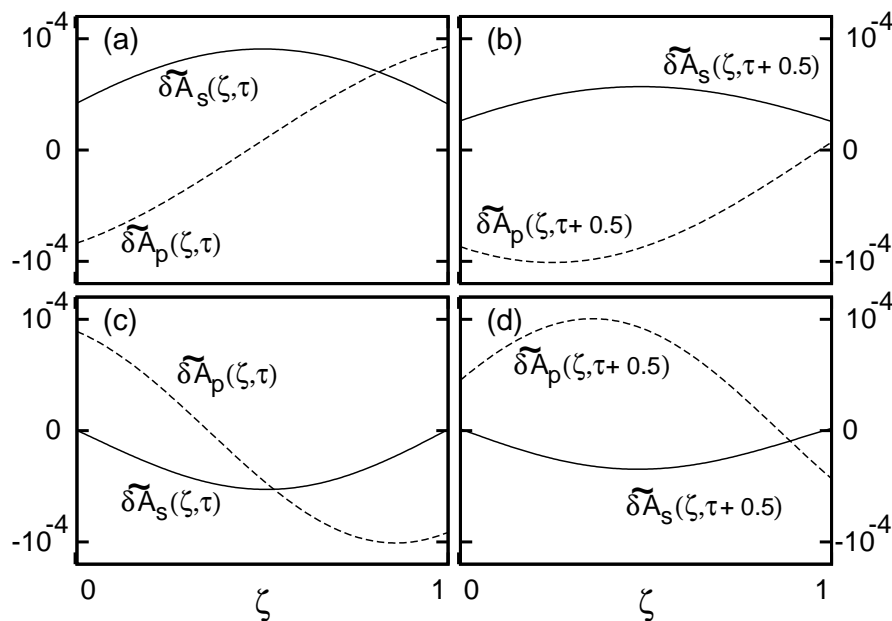 10⁻⁴ (a) (b) 10⁻⁴
δÃₛ(ζ,τ) δÃₛ(ζ,τ+ 0.5)
0 0
δÃₚ(ζ,τ) δÃₚ(ζ,τ+ 0.5)
-10⁻⁴ -10⁻⁴
10⁻⁴ (c) (d) 10⁻⁴
δÃₚ(ζ,τ) δÃₚ(ζ,τ+ 0.5)
0 0
δÃₛ(ζ,τ) δÃₛ(ζ,τ+ 0.5)
-10⁻⁴ -10⁻⁴
0 1 0 1
ζ ζ